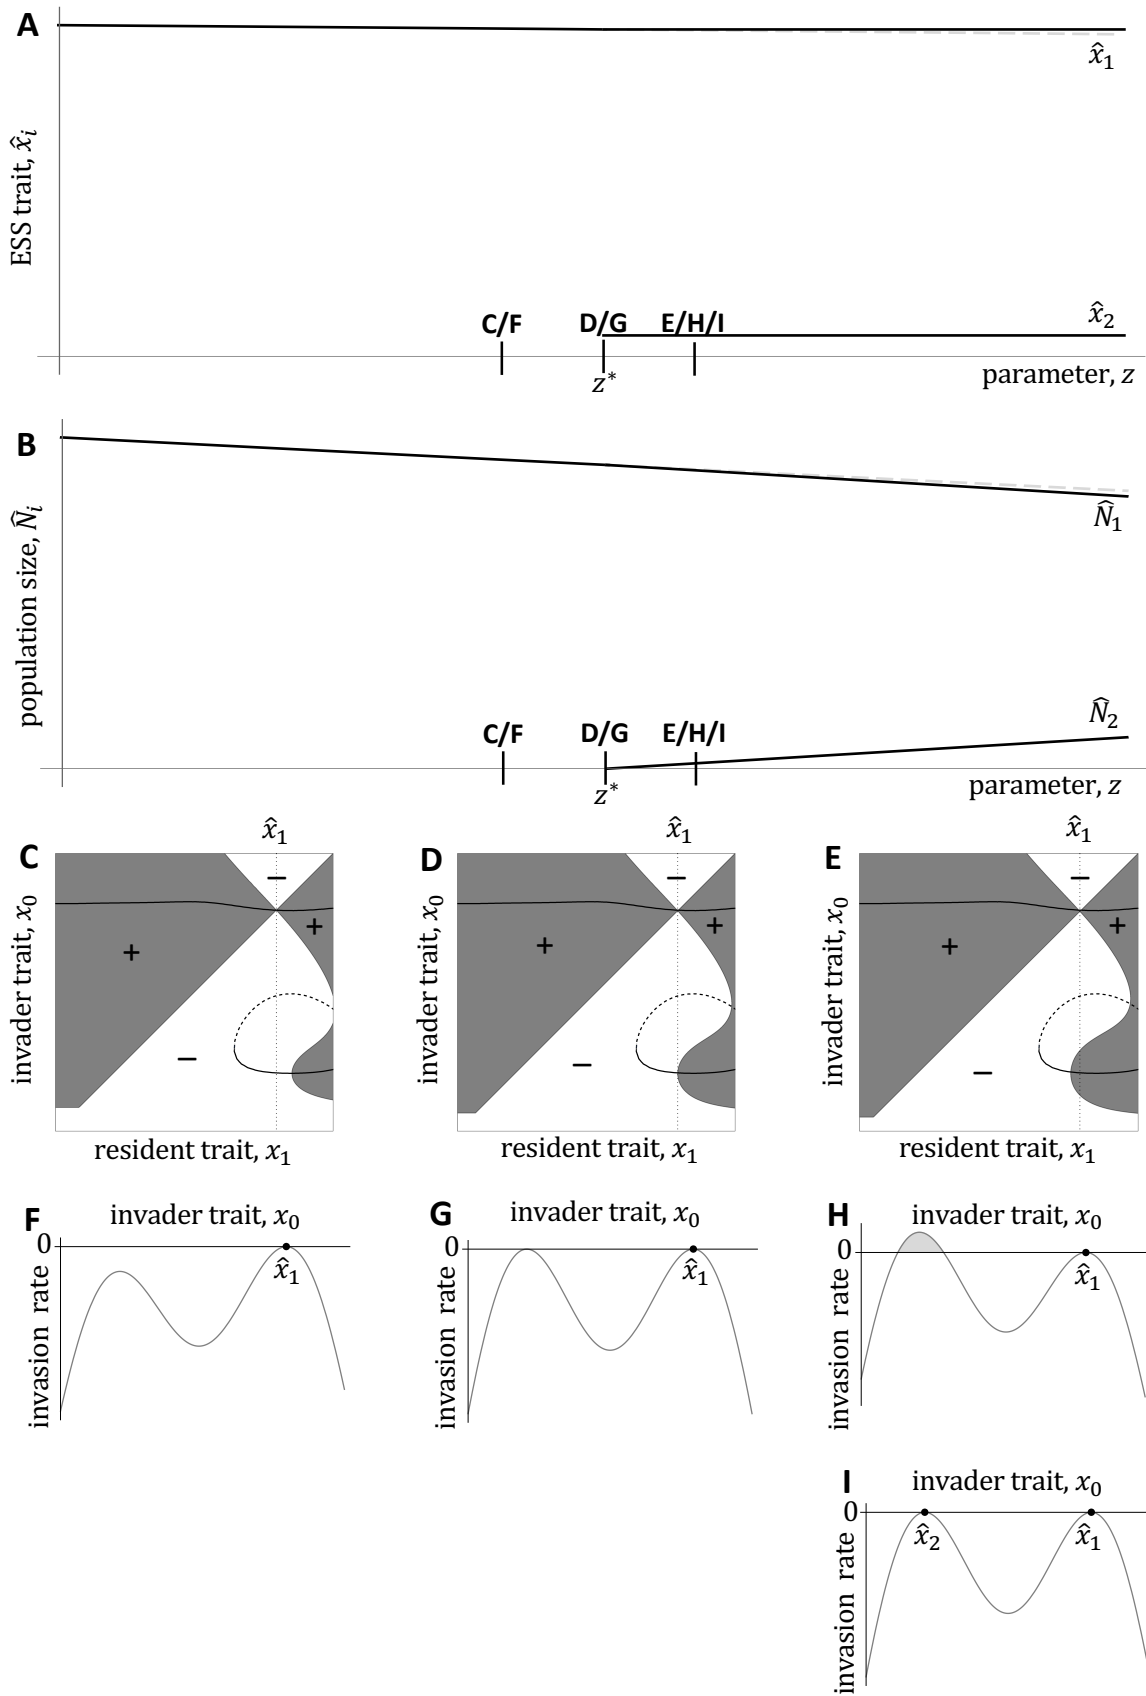 A
ESS trait, x̂ᵢ
x̂₁
x̂₂
C/F D/G E/H/I
z*
parameter, z
B
population size, N̂ᵢ
N̂₁
N̂₂
C/F D/G E/H/I
z*
parameter, z
C x̂₁
invader trait, x₀
−
+
+
−
resident trait, x₁
D x̂₁
invader trait, x₀
−
+
+
−
resident trait, x₁
E x̂₁
invader trait, x₀
−
+
+
−
resident trait, x₁
F invader trait, x₀
0
x̂₁
invasion rate
G invader trait, x₀
0
x̂₁
invasion rate
H invader trait, x₀
0
x̂₁
invasion rate
I invader trait, x₀
0
x̂₂ x̂₁
invasion rate